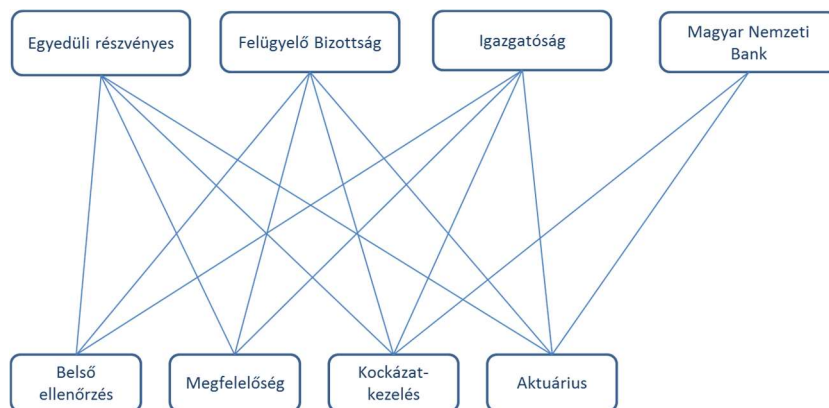 Egyedüli részvényes
Felügyelő Bizottság
Igazgatóság
Magyar Nemzeti
Bank
Belső
ellenőrzés
Megfelelőség
Kockázat-
kezelés
Aktuárius